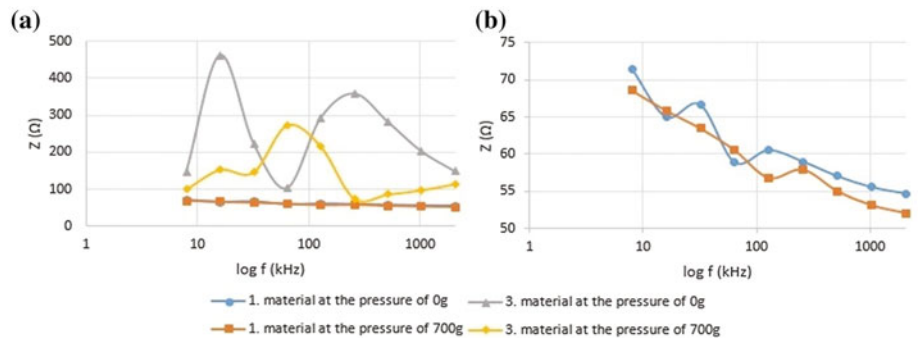 (a)
500
400
300
200
100
0
Z (Ω)
1
10
100
1000
log f (kHz)
(b)
75
70
65
60
55
50
Z (Ω)
1
10
100
1000
log f (kHz)
1. material at the pressure of 0g
3. material at the pressure of 0g
1. material at the pressure of 700g
3. material at the pressure of 700g